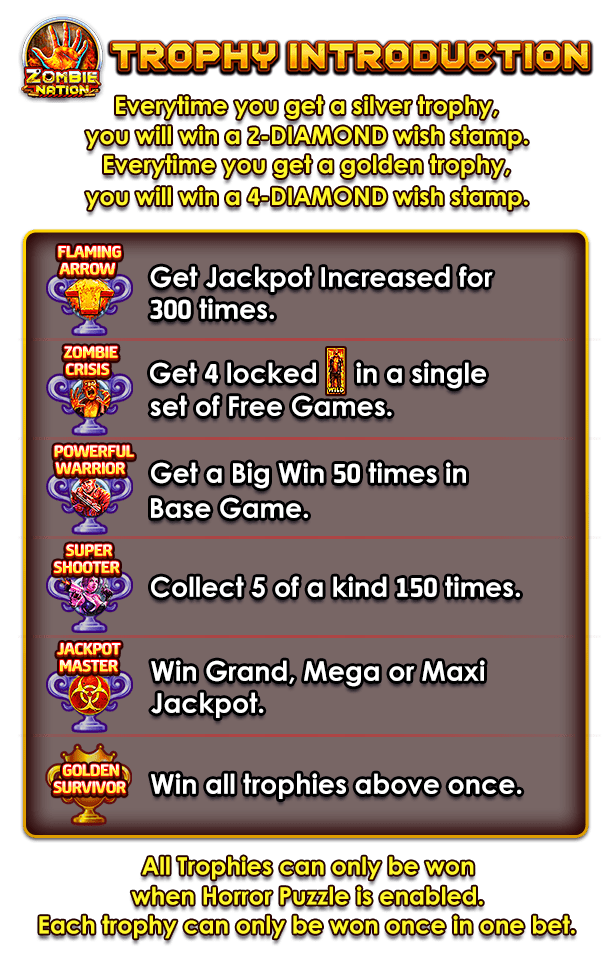 ZOMBIE
NATION
TROPHY INTRODUCTION
Everytime you get a silver trophy,
you will win a 2-DIAMOND wish stamp.
Everytime you get a golden trophy,
you will win a 4-DIAMOND wish stamp.
FLAMING
ARROW
Get Jackpot Increased for
300 times.
ZOMBIE
CRISIS
Get 4 locked WILD in a single
set of Free Games.
POWERFUL
WARRIOR
Get a Big Win 50 times in
Base Game.
SUPER
SHOOTER
Collect 5 of a kind 150 times.
JACKPOT
MASTER
Win Grand, Mega or Maxi
Jackpot.
GOLDEN
SURVIVOR
Win all trophies above once.
All Trophies can only be won
when Horror Puzzle is enabled.
Each trophy can only be won once in one bet.